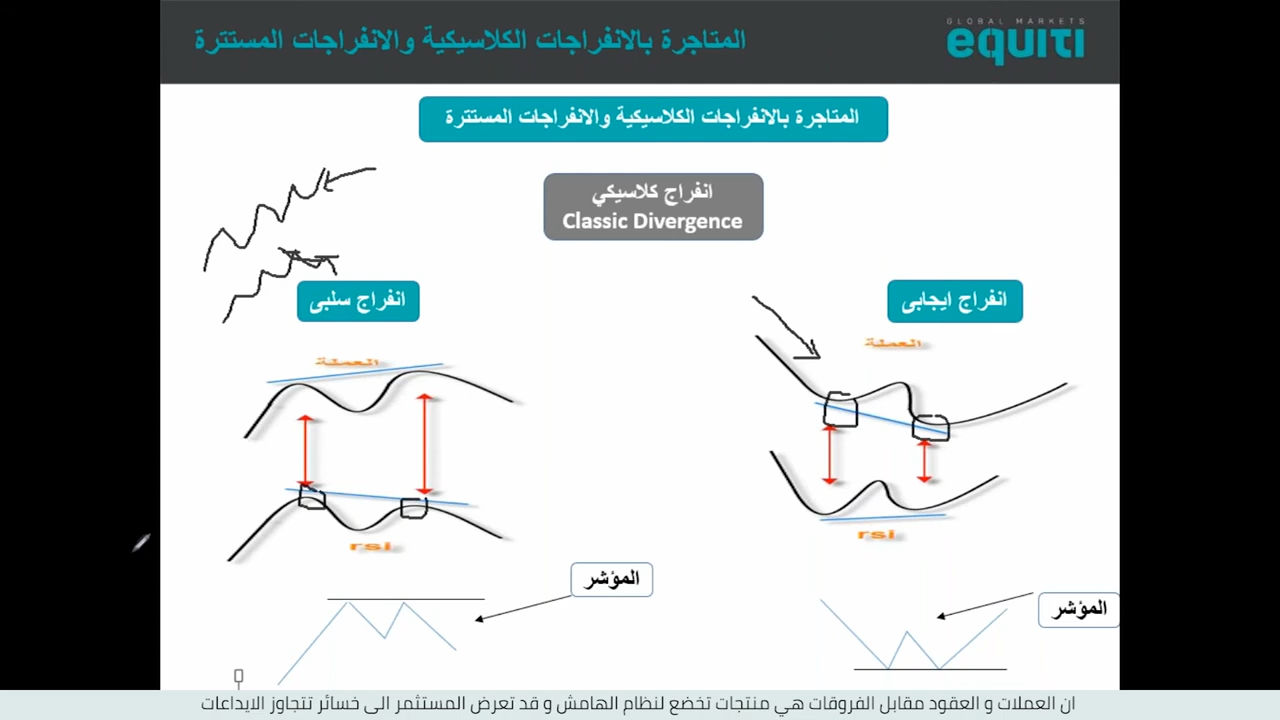 GLOBAL MARKETS
equiti
المتاجرة بالانفراجات الكلاسيكية والانفراجات المستترة
المتاجرة بالانفراجات الكلاسيكية والانفراجات المستترة
انفراج كلاسيكي
Classic Divergence
انفراج ايجابى
انفراج سلبى
العملة
العملة
rsi
rsi
المؤشر
المؤشر
ان العملات و العقود مقابل الفروقات هي منتجات تخضع لنظام الهامش و قد تعرض المستثمر الى خسائر تتجاوز الايداعات